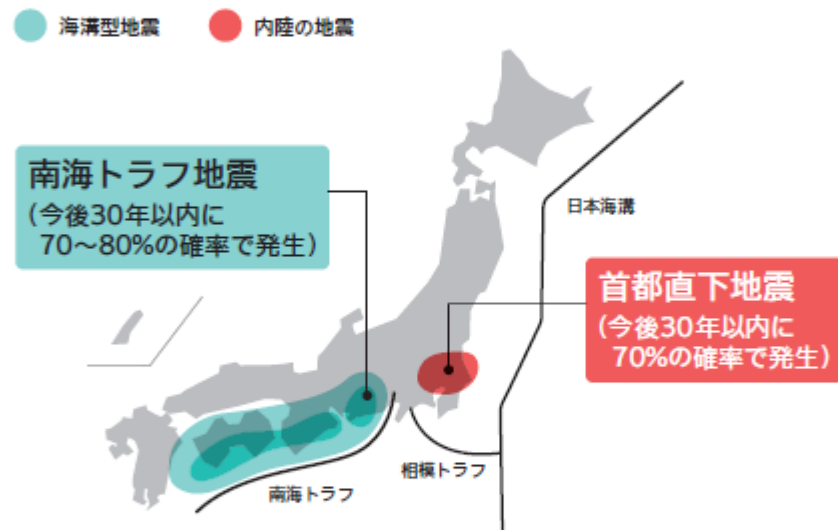 海溝型地震
内陸の地震
南海トラフ地震
(今後30年以内に
70〜80%の確率で発生)
日本海溝
首都直下地震
(今後30年以内に
70%の確率で発生)
相模トラフ
南海トラフ